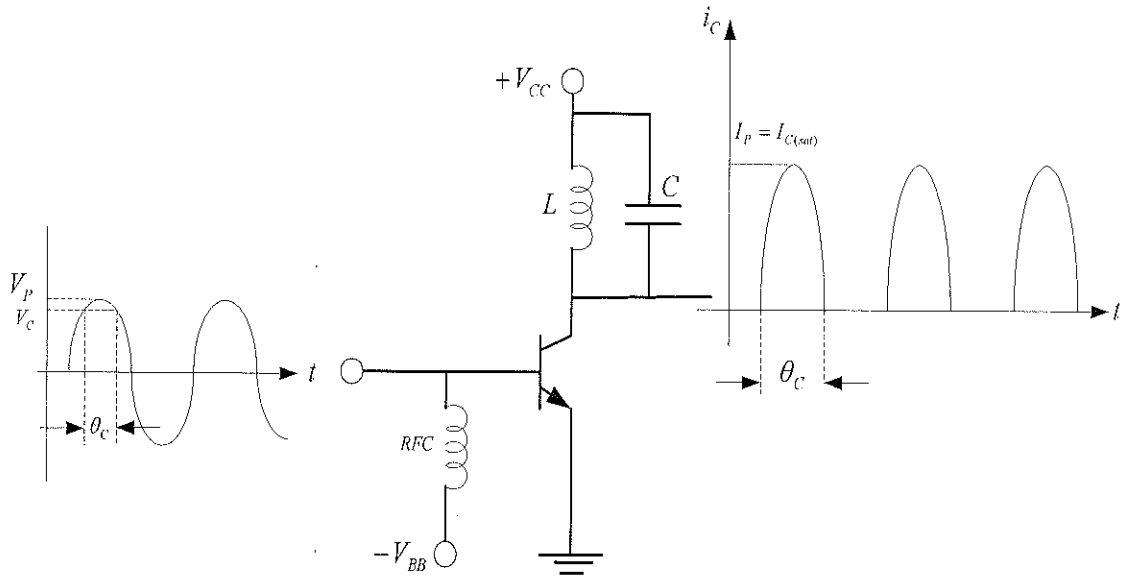 i_C
+V_CC
I_P = I_C(sat)
L
C
V_P
V_C
t
θ_C
RFC
-V_BB
t
θ_C